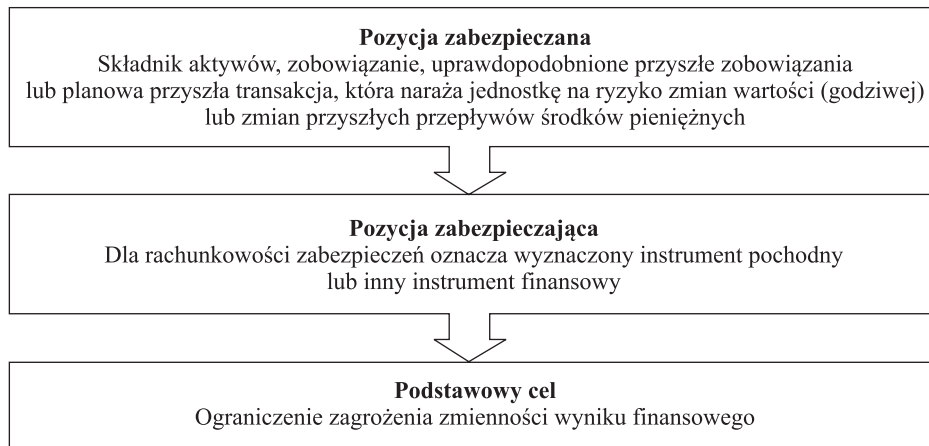 Pozycja zabezpieczana
Składnik aktywów, zobowiązanie, uprawdopodobnione przyszłe zobowiązania
lub planowa przyszła transakcja, która naraża jednostkę na ryzyko zmian wartości (godziwej)
lub zmian przyszłych przepływów środków pieniężnych
Pozycja zabezpieczająca
Dla rachunkowości zabezpieczeń oznacza wyznaczony instrument pochodny
lub inny instrument finansowy
Podstawowy cel
Ograniczenie zagrożenia zmienności wyniku finansowego